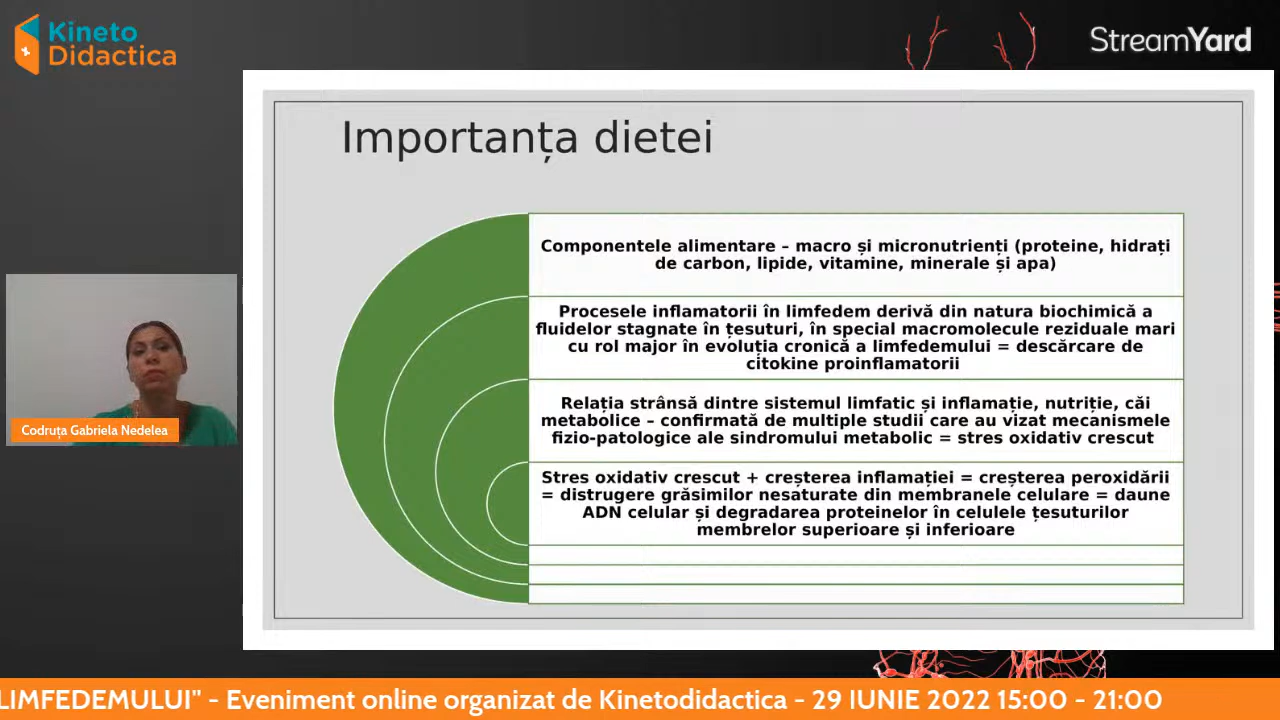 Kineto
Didactica
StreamYard
Importanța dietei
Componentele alimentare – macro și micronutrienți (proteine, hidrați
de carbon, lipide, vitamine, minerale și apa)
Procesele inflamatorii în limfedem derivă din natura biochimică a
fluidelor stagnate în țesuturi, în special macromolecule reziduale mari
cu rol major în evoluția cronică a limfedemului = descărcare de
citokine proinflamatorii
Relația strânsă dintre sistemul limfatic și inflamație, nutriție, căi
metabolice – confirmată de multiple studii care au vizat mecanismele
fizio-patologice ale sindromului metabolic = stres oxidativ crescut
Stres oxidativ crescut + creșterea inflamației = creșterea peroxidării
= distrugere grăsimilor nesaturate din membranele celulare = daune
ADN celular și degradarea proteinelor în celulele țesuturilor
membrelor superioare și inferioare
Codruța Gabriela Nedelea
LIMFEDEMULUI" - Eveniment online organizat de Kinetodidactica - 29 IUNIE 2022 15:00 - 21:00